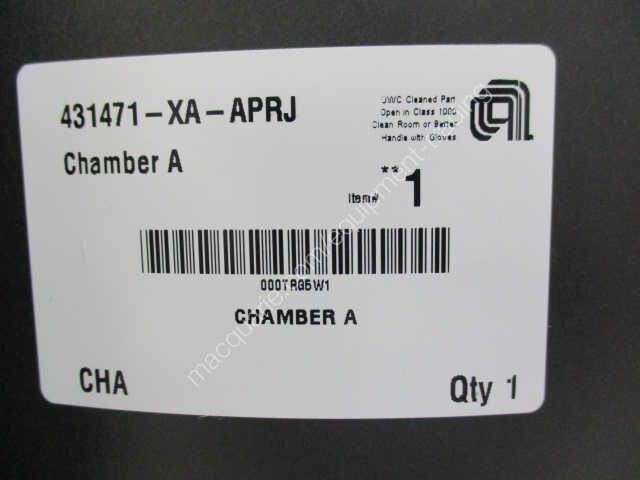 431471-XA-APRJ
UWC Cleaned Part
Open in Class 1000
Clean Room or Better
Handle with Gloves
Chamber A
Item#
**1
000TRG5W1
CHAMBER A
CHA
Qty 1